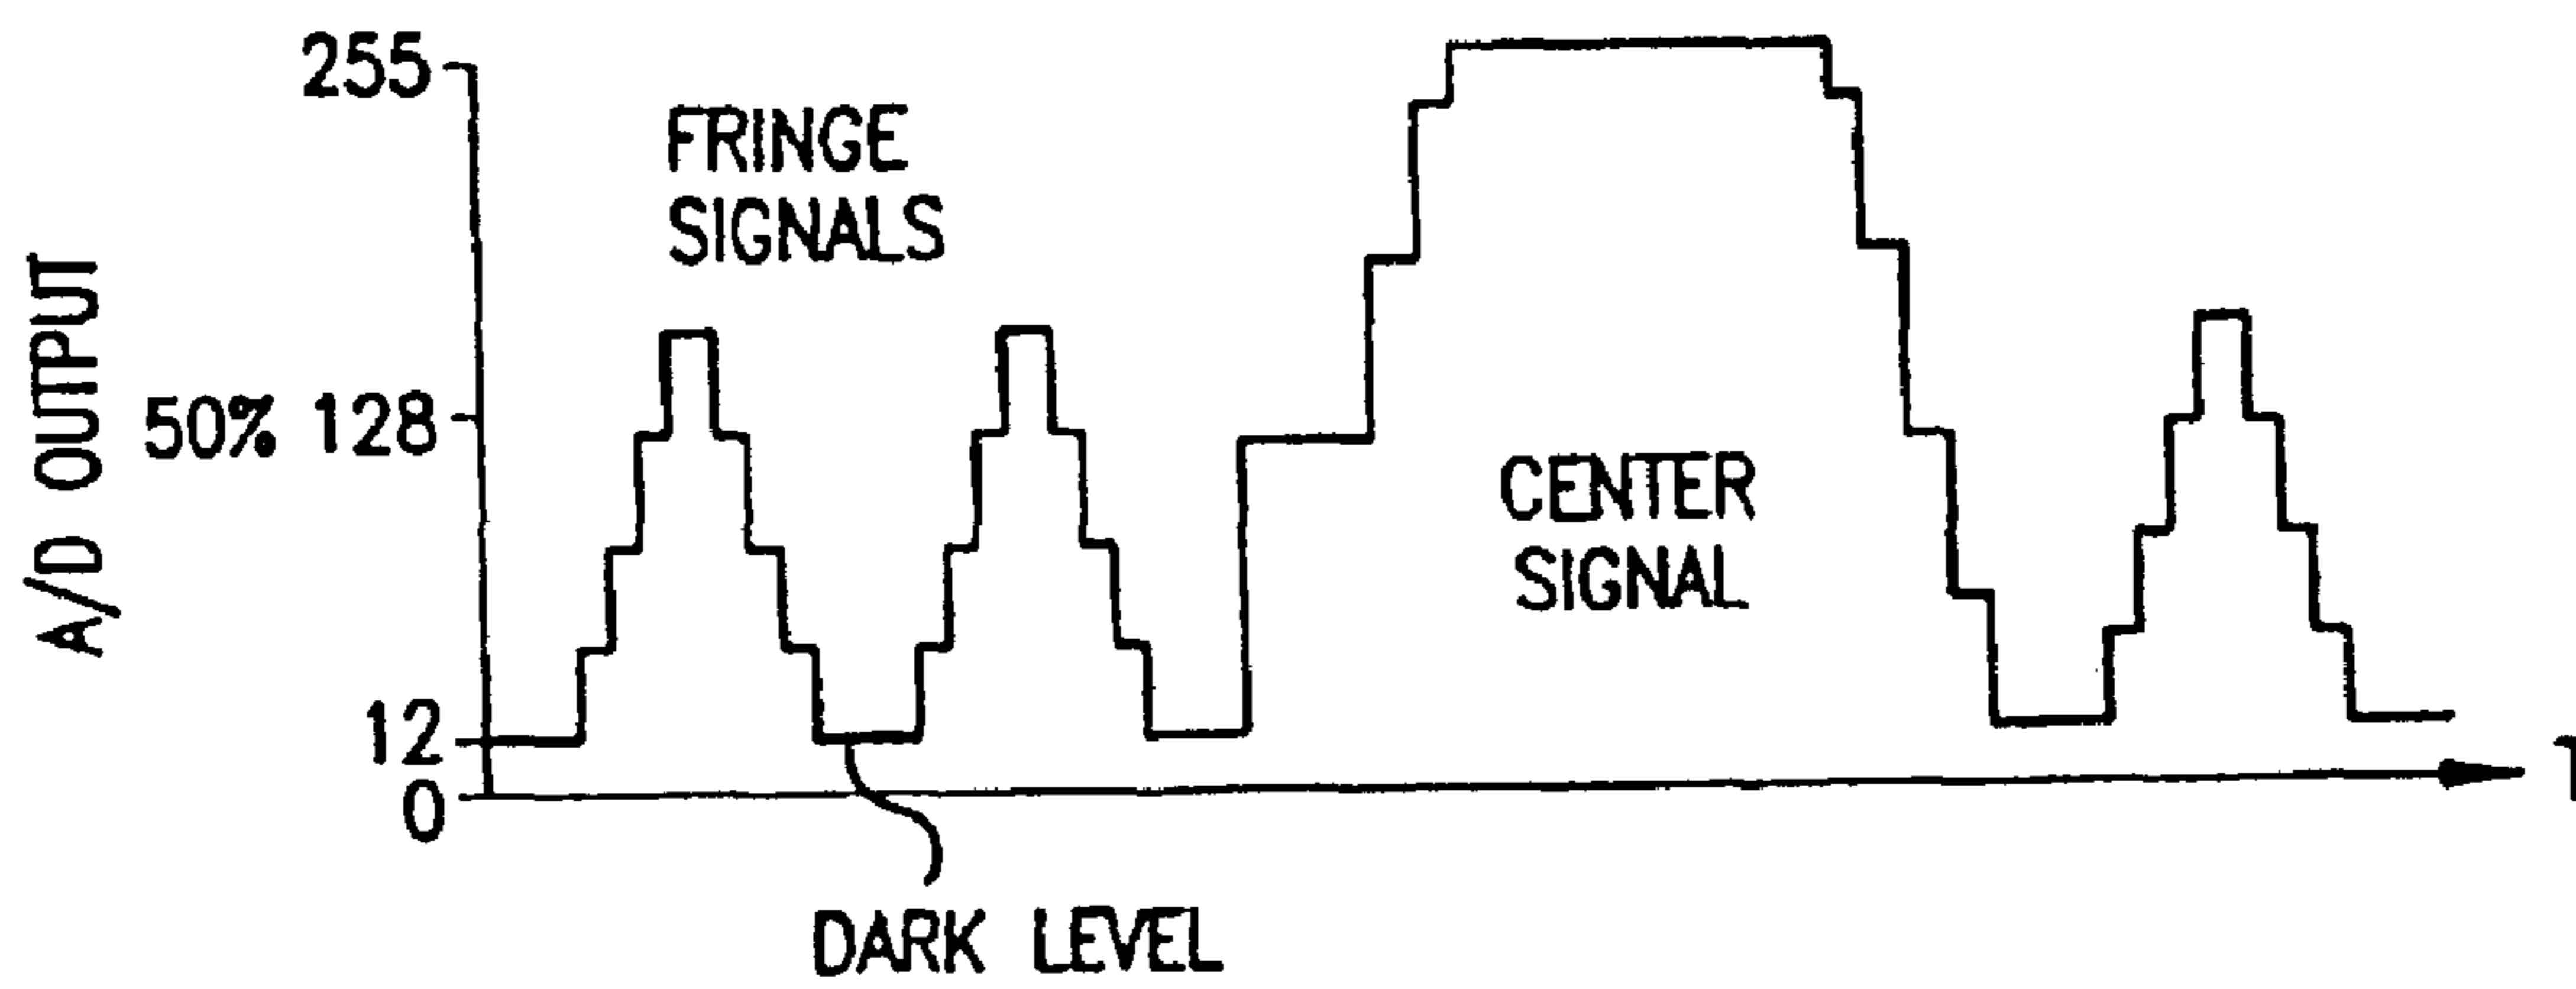 255
FRINGE
SIGNALS
A/D OUTPUT
50% 128
CENTER
SIGNAL
12
0
DARK LEVEL